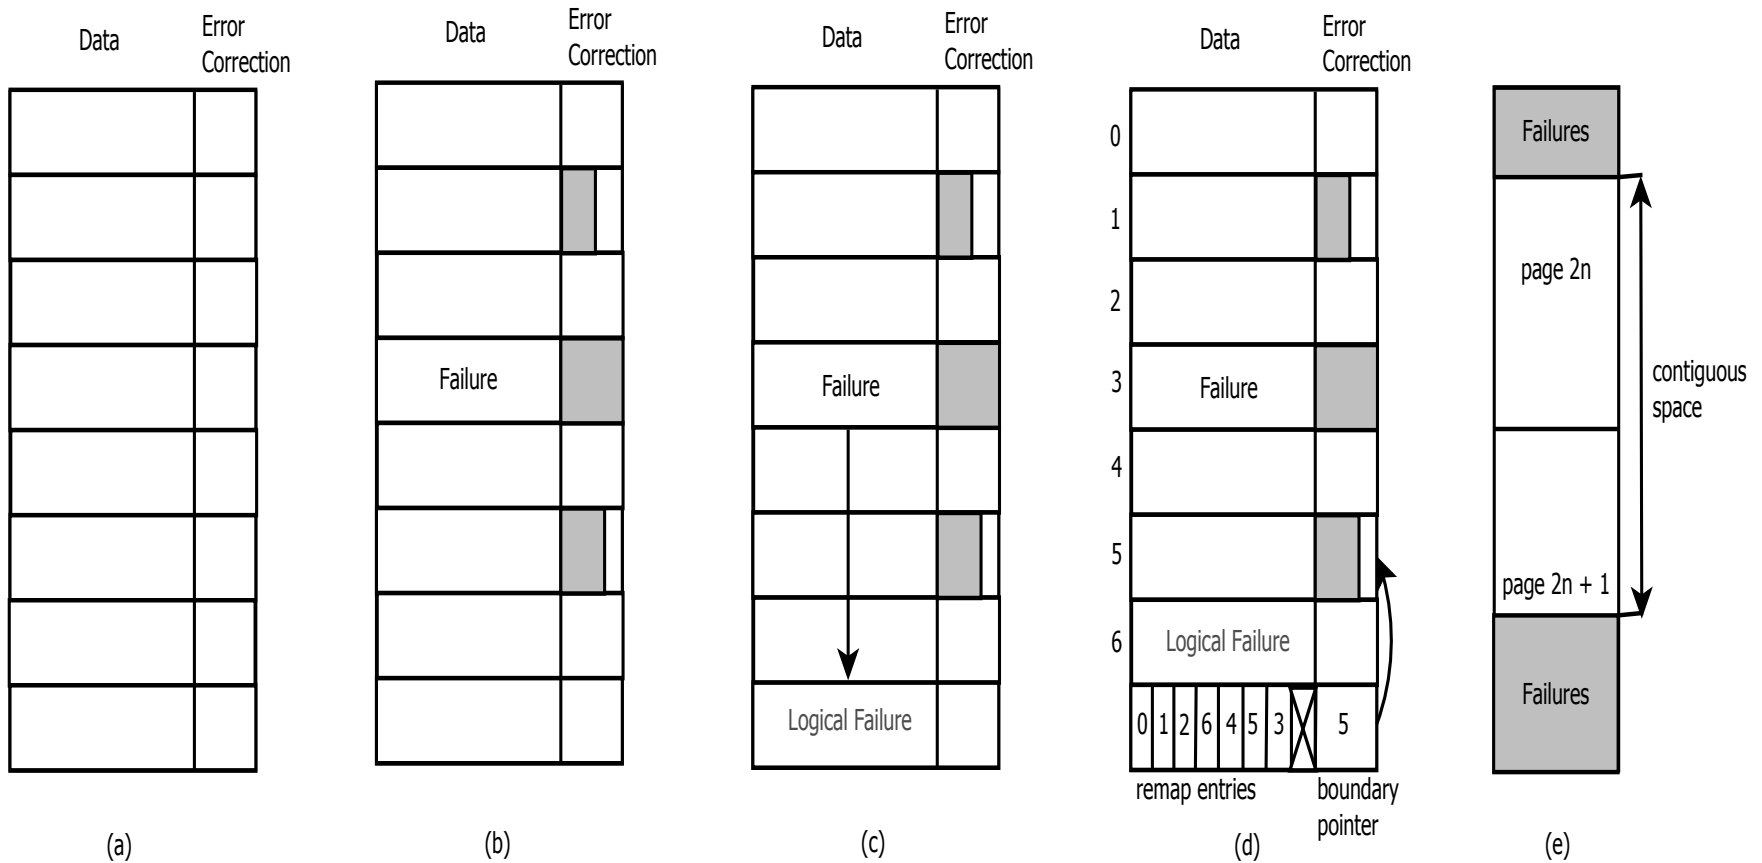 Data
Error
Correction
(a)
Data
Error
Correction
Failure
(b)
Data
Error
Correction
Failure
Logical Failure
(c)
Data
Error
Correction
0
1
2
3
Failure
4
5
6
Logical Failure
0 1 2 6 4 5 3 5
remap entries
boundary
pointer
(d)
Failures
page 2n
contiguous
space
page 2n + 1
Failures
(e)